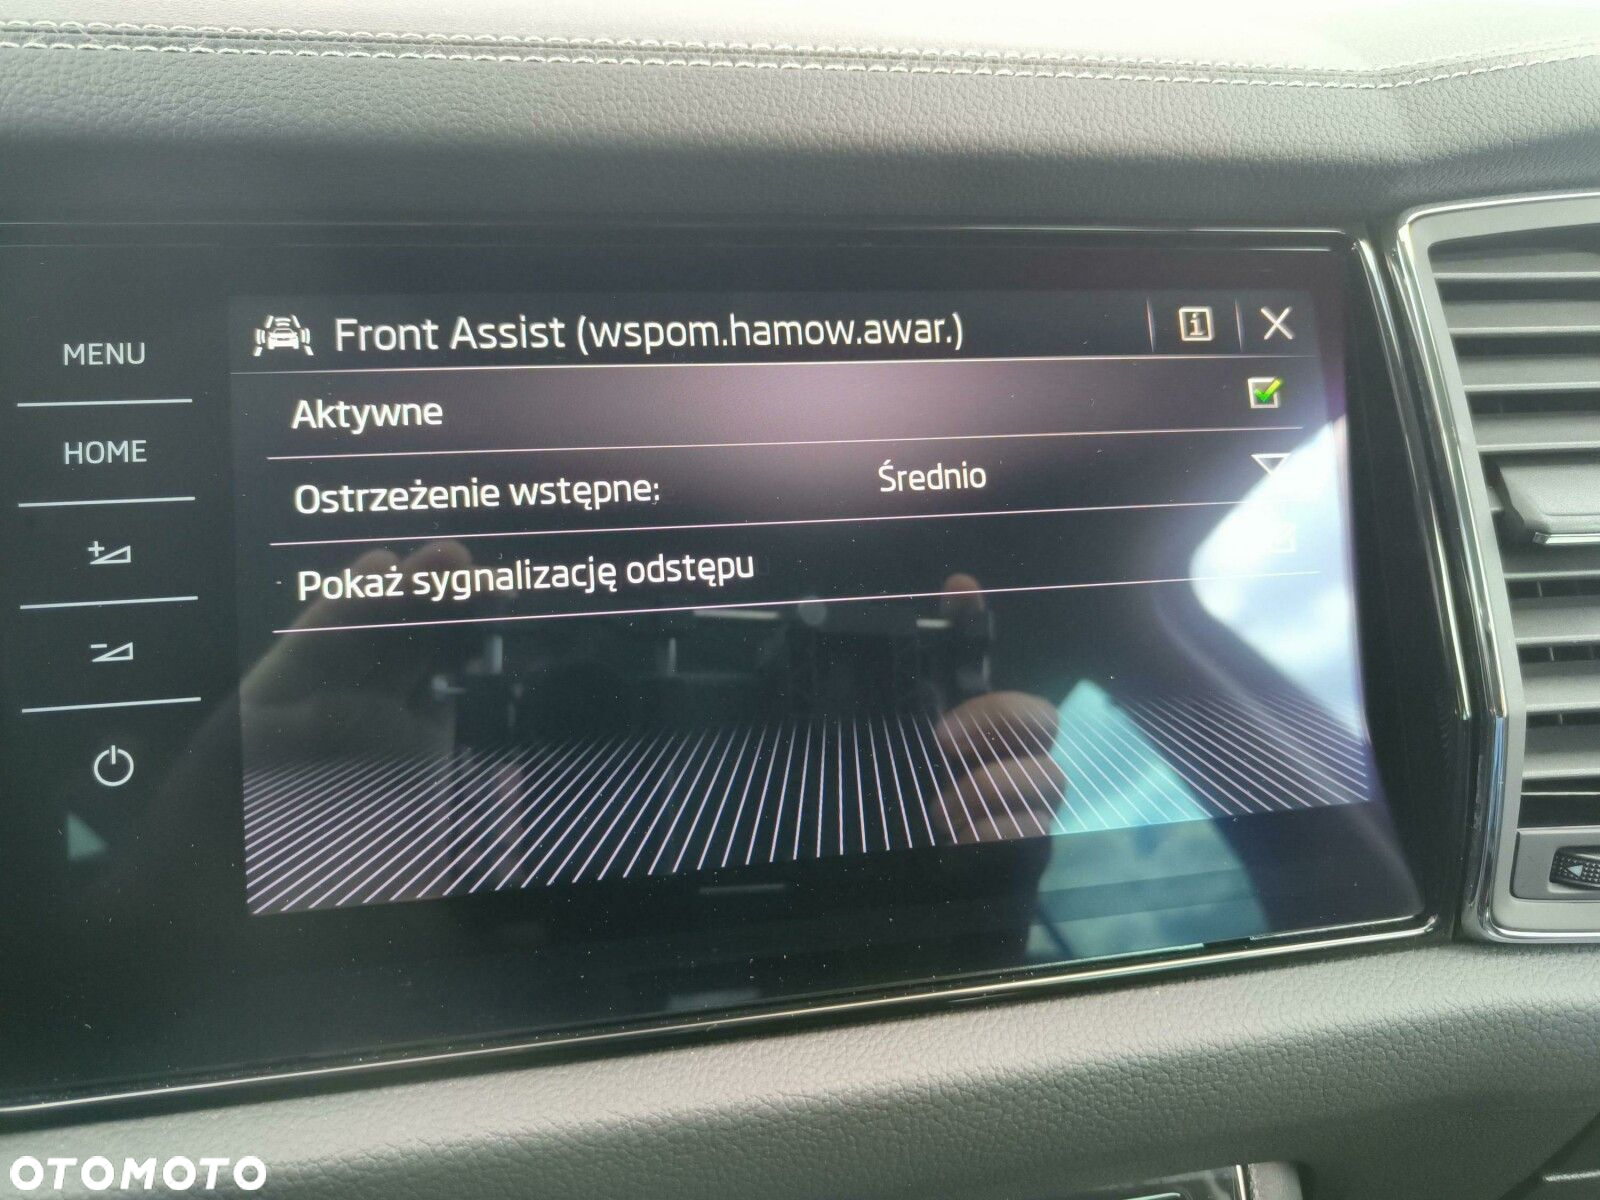 Front Assist (wspom.hamow.awar.)
MENU
Aktywne
HOME
Ostrzeżenie wstępne: Średnio
Pokaż sygnalizację odstępu
OTOMOTO